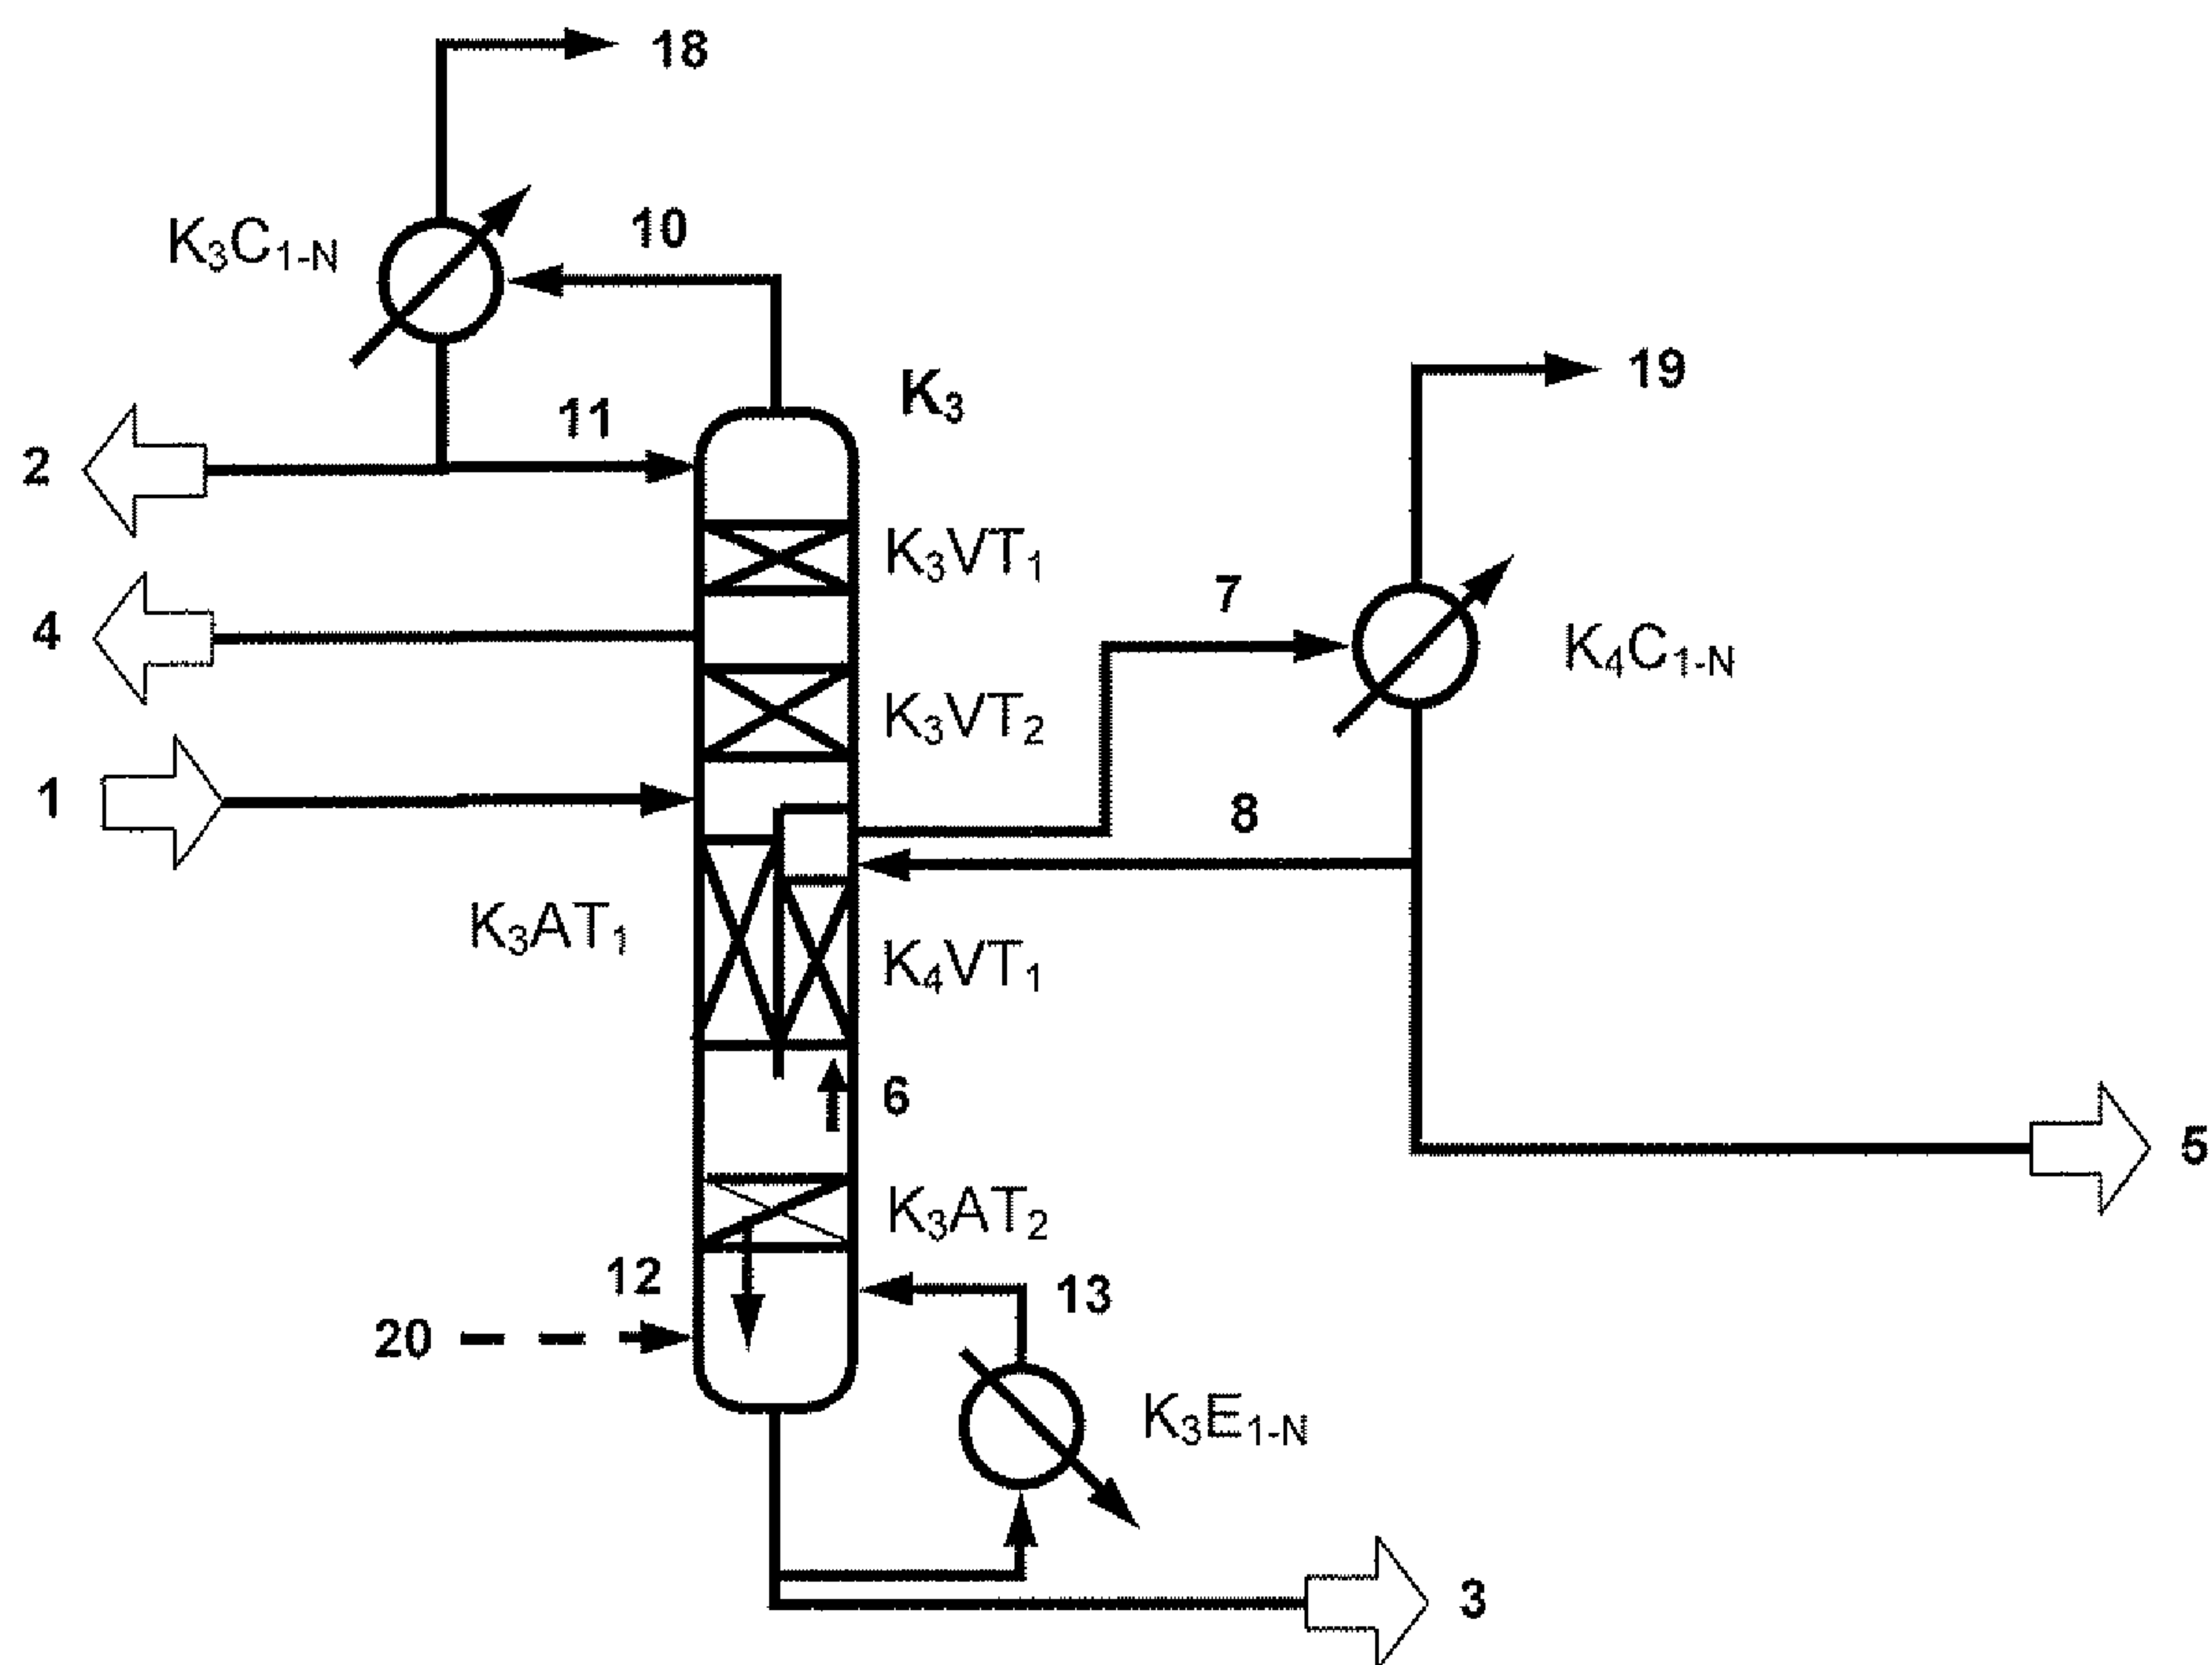 18
K₃C₁₋N
10
K₃
19
11
2
K₃VT₁
7
4
K₄C₁₋N
K₃VT₂
1
8
K₃AT₁
K₄VT₁
6
5
K₃AT₂
12
13
20
K₃E₁₋N
3